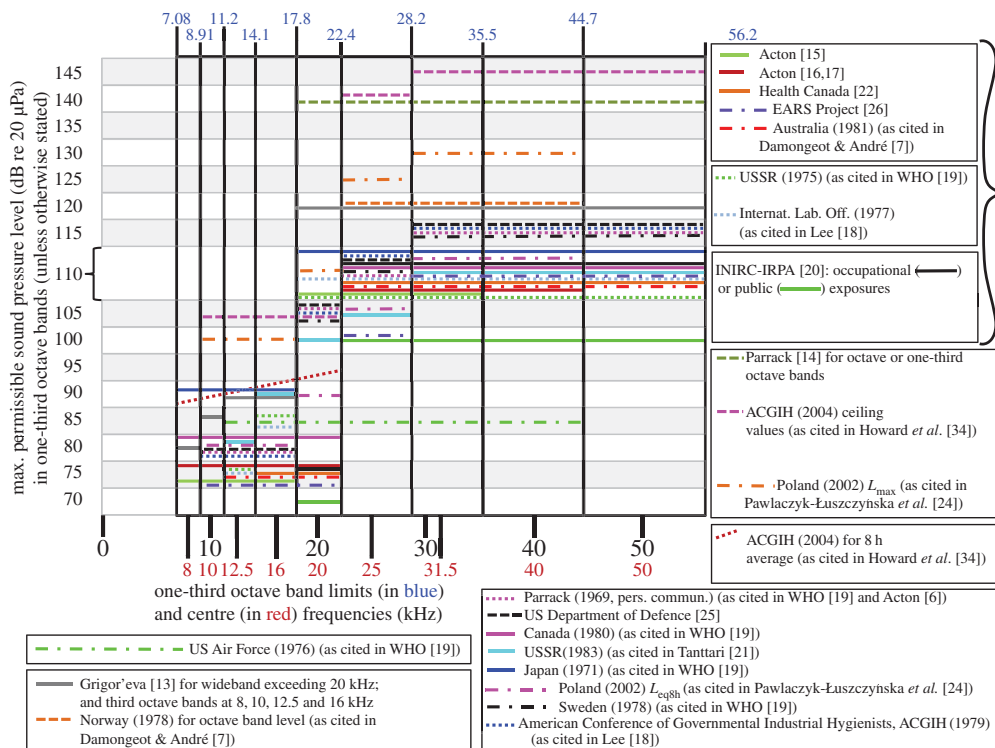 7.08 11.2 17.8 28.2 44.7
8.91 14.1 22.4 35.5 56.2
max. permissible sound pressure level (dB re 20 µPa)
in one-third octave bands (unless otherwise stated)
145
140
135
130
125
120
115
110
105
100
95
90
85
80
75
70
0 10 20 30 40 50
8 10 12.5 16 20 25 31.5 40 50
one-third octave band limits (in blue)
and centre (in red) frequencies (kHz)
Acton [15]
Acton [16,17]
Health Canada [22]
EARS Project [26]
Australia (1981) (as cited in
Damongeot & André [7])
USSR (1975) (as cited in WHO [19])
Internat. Lab. Off. (1977)
(as cited in Lee [18])
INIRC-IRPA [20]: occupational ( )
or public ( ) exposures
Parrack [14] for octave or one-third
octave bands
ACGIH (2004) ceiling
values (as cited in Howard et al. [34])
Poland (2002) Lmax (as cited in
Pawlaczyk-Łuszczyńska et al. [24])
ACGIH (2004) for 8 h
average (as cited in Howard et al. [34])
Parrack (1969, pers. commun.) (as cited in WHO [19] and Acton [6])
US Department of Defence [25]
Canada (1980) (as cited in WHO [19])
USSR(1983) (as cited in Tanttari [21])
Japan (1971) (as cited in WHO [19])
Poland (2002) Leq8h (as cited in Pawlaczyk-Łuszczyńska et al. [24])
Sweden (1978) (as cited in WHO [19])
American Conference of Governmental Industrial Hygienists, ACGIH (1979)
(as cited in Lee [18])
US Air Force (1976) (as cited in WHO [19])
Grigor'eva [13] for wideband exceeding 20 kHz;
and third octave bands at 8, 10, 12.5 and 16 kHz
Norway (1978) for octave band level (as cited in
Damongeot & André [7])